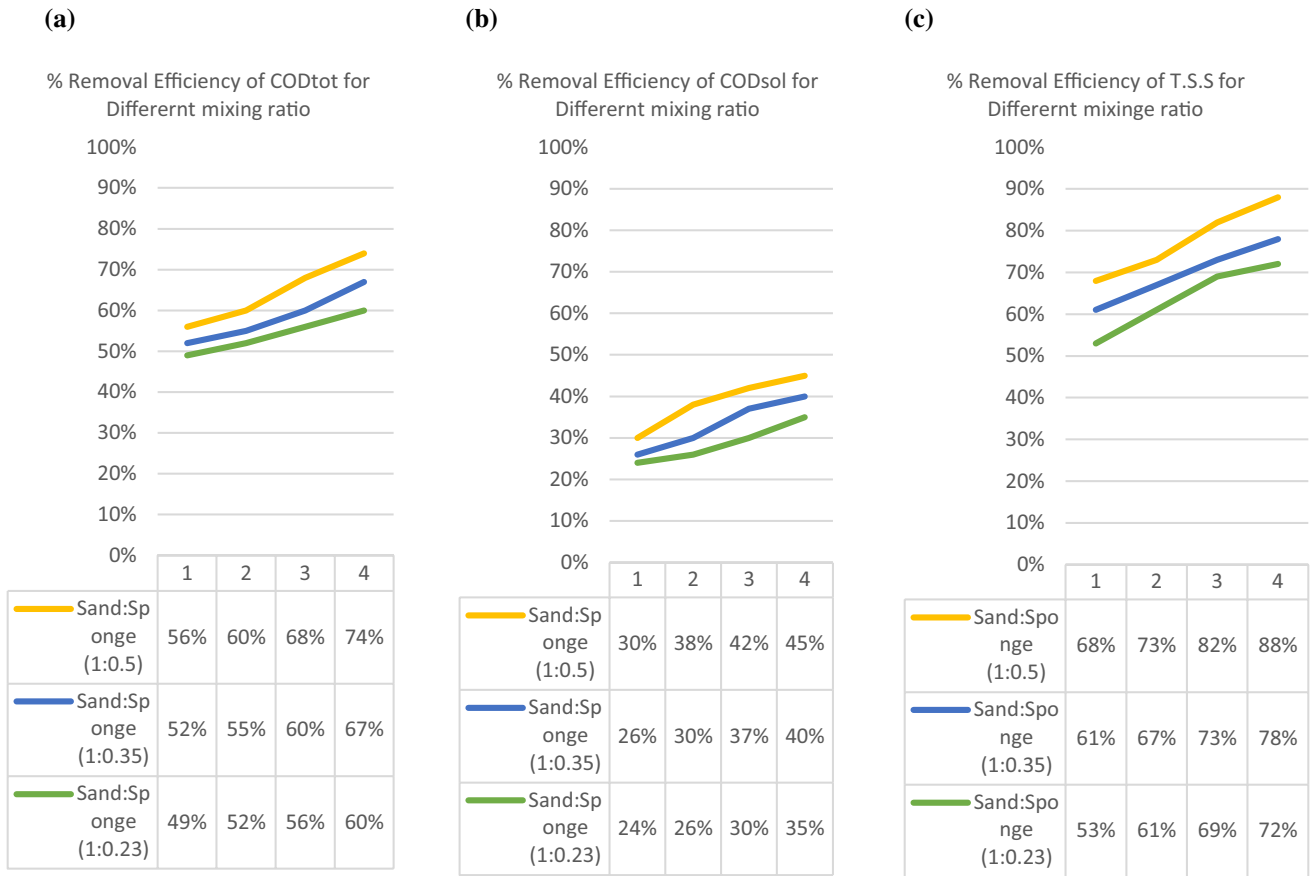 (a)
% Removal Efficiency of CODtot for
Differernt mixing ratio
100%
90%
80%
70%
60%
50%
40%
30%
20%
10%
0%
1 2 3 4
Sand:Sp
onge
(1:0.5)
56% 60% 68% 74%
Sand:Sp
onge
(1:0.35)
52% 55% 60% 67%
Sand:Sp
onge
(1:0.23)
49% 52% 56% 60%
(b)
% Removal Efficiency of CODsol for
Differernt mixing ratio
100%
90%
80%
70%
60%
50%
40%
30%
20%
10%
0%
1 2 3 4
Sand:Sp
onge
(1:0.5)
30% 38% 42% 45%
Sand:Sp
onge
(1:0.35)
26% 30% 37% 40%
Sand:Sp
onge
(1:0.23)
24% 26% 30% 35%
(c)
% Removal Efficiency of T.S.S for
Differernt mixinge ratio
100%
90%
80%
70%
60%
50%
40%
30%
20%
10%
0%
1 2 3 4
Sand:Spo
nge
(1:0.5)
68% 73% 82% 88%
Sand:Spo
nge
(1:0.35)
61% 67% 73% 78%
Sand:Spo
nge
(1:0.23)
53% 61% 69% 72%